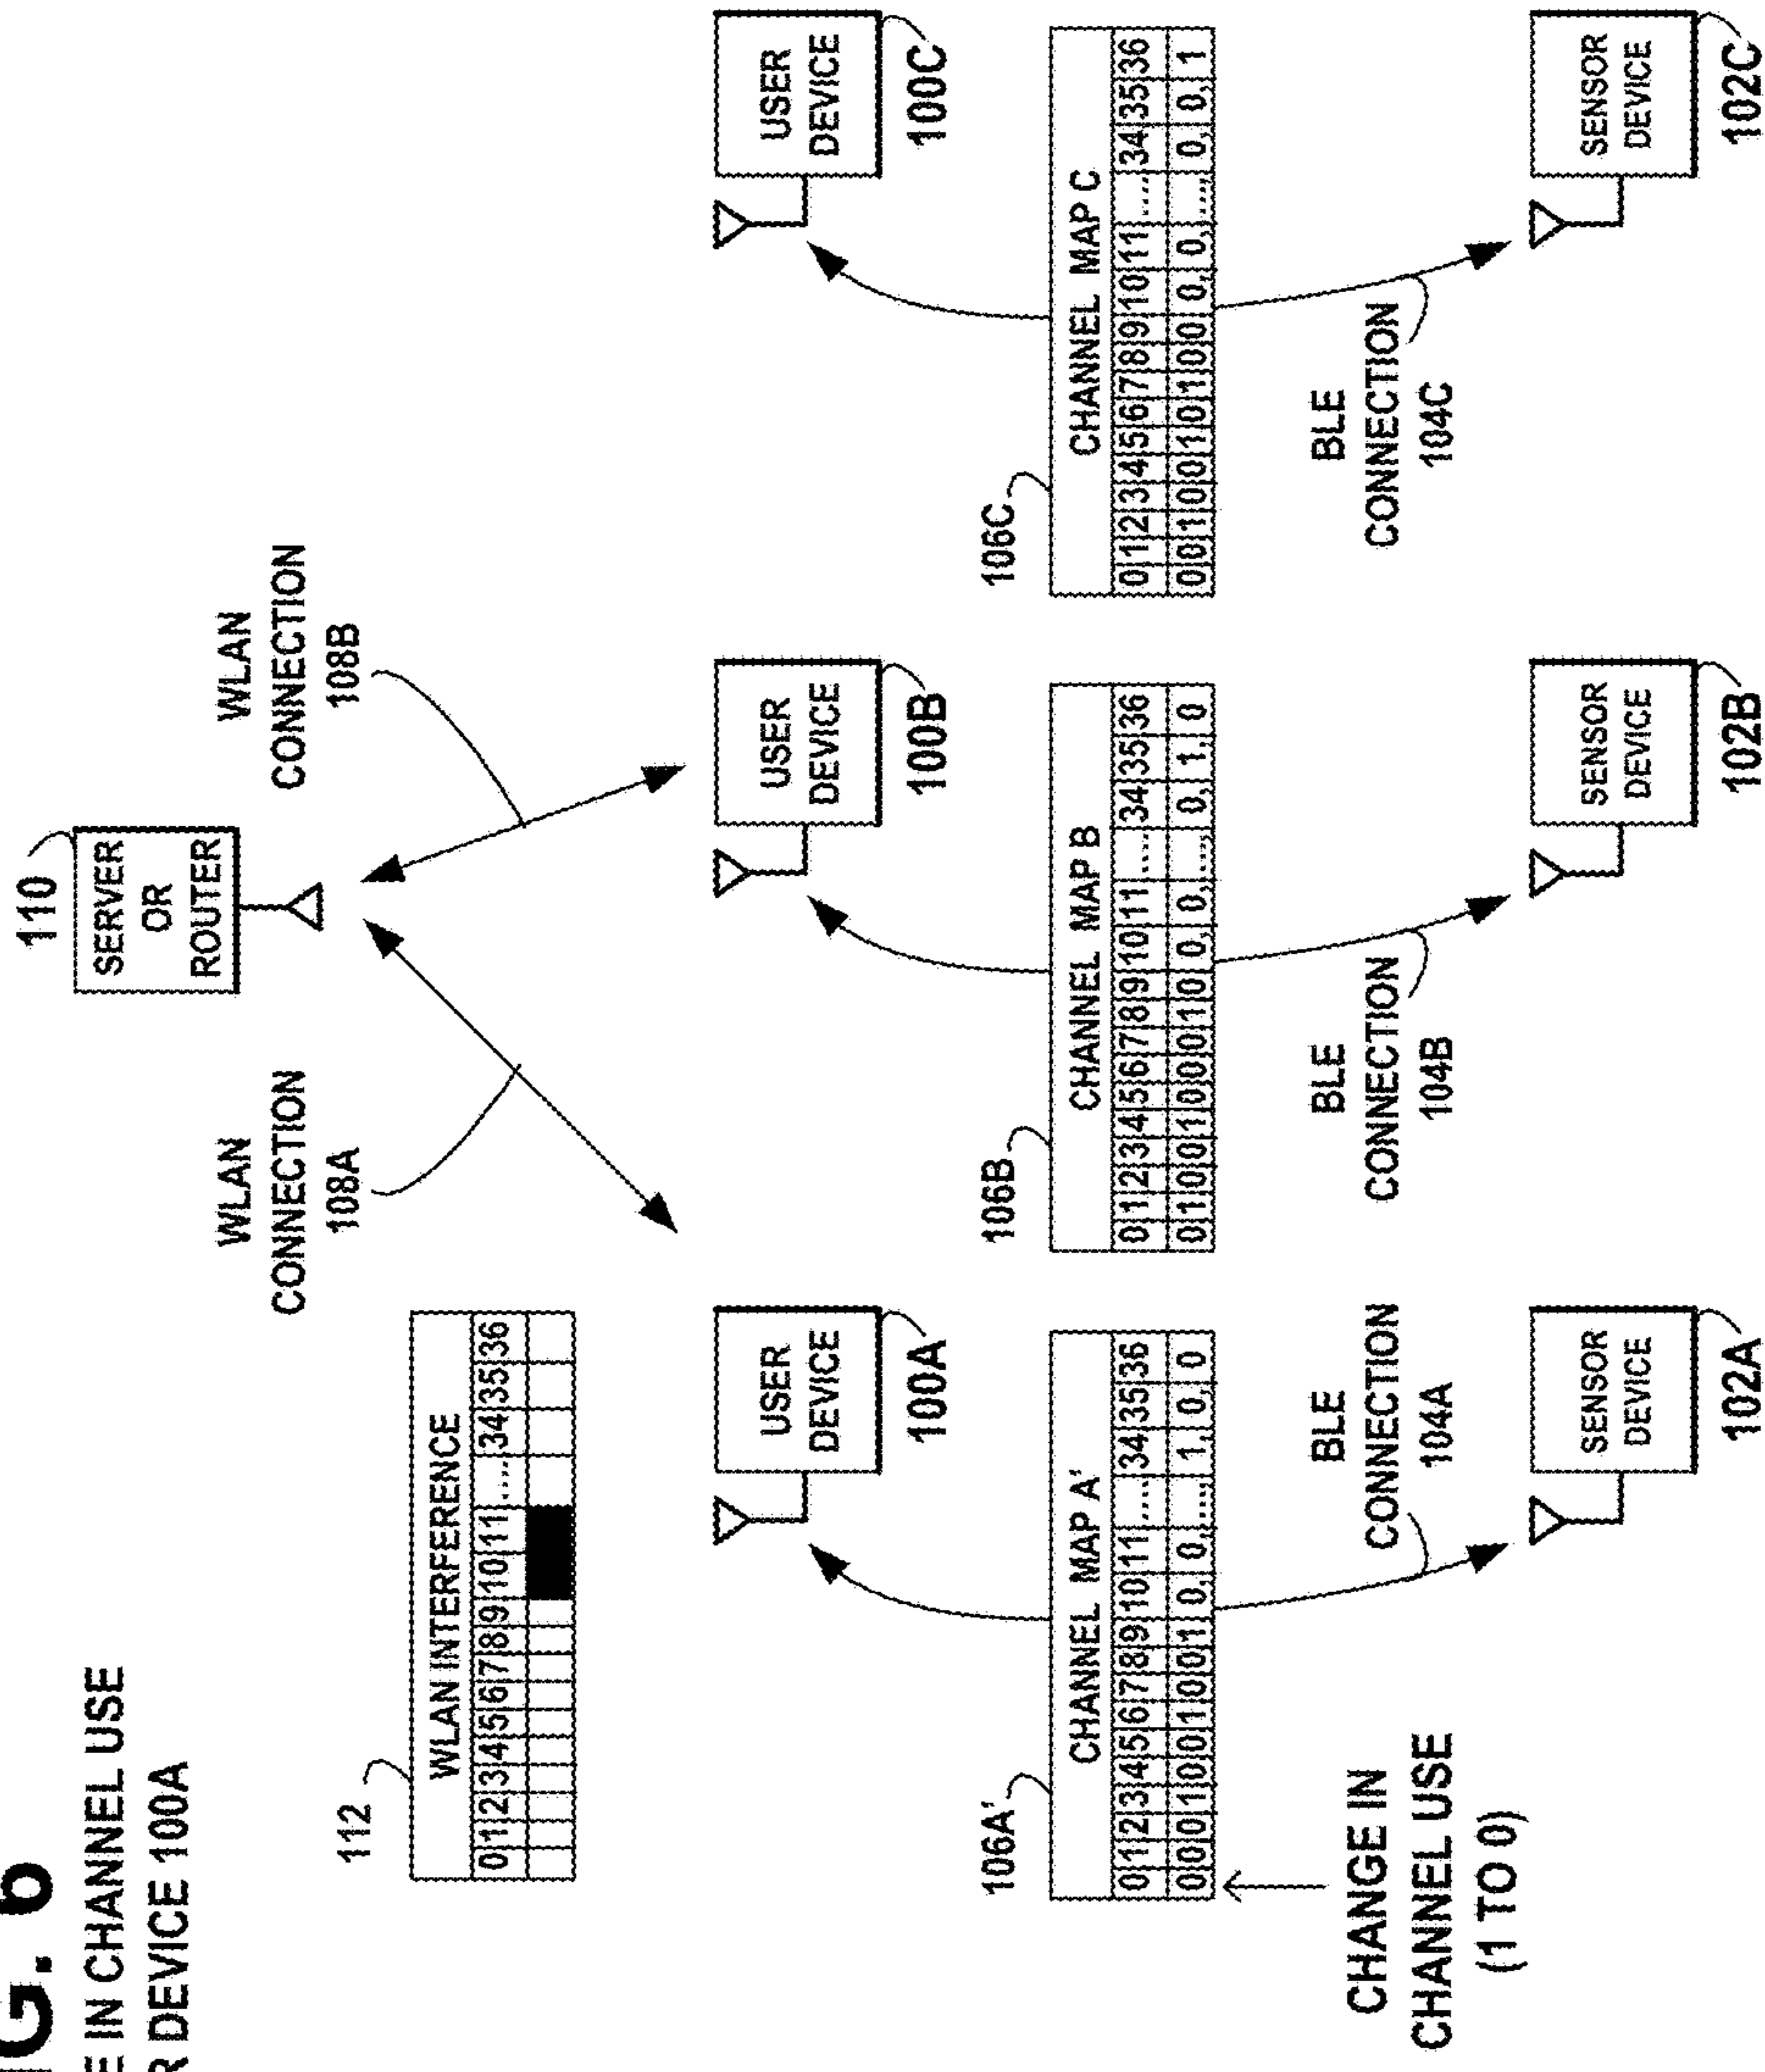 G. 6
E IN CHANNEL USE
R DEVICE 100A
110
SERVER
OR
ROUTER
WLAN
CONNECTION
108A
WLAN
CONNECTION
108B
112
WLAN INTERFERENCE
0 1 2 3 4 5 6 7 8 9 10 11 .... 34 35 36
USER
DEVICE
100A
USER
DEVICE
100B
USER
DEVICE
100C
106A'
CHANNEL MAP A'
0 1 2 3 4 5 6 7 8 9 10 11 .... 34 35 36
0 0 0 1 0 0 1 0 0 1 0, 0, ...., 1, 0, 0
106B
CHANNEL MAP B
0 1 2 3 4 5 6 7 8 9 10 11 .... 34 35 36
0 1 0 0 1 0 0 0 1 0 0, 0, ...., 0, 1, 0
106C
CHANNEL MAP C
0 1 2 3 4 5 6 7 8 9 10 11 .... 34 35 36
0 0 1 0 0 1 0 1 0 0 0, 0, ...., 0, 0, 1
CHANGE IN
CHANNEL USE
(1 TO 0)
BLE
CONNECTION
104A
BLE
CONNECTION
104B
BLE
CONNECTION
104C
SENSOR
DEVICE
102A
SENSOR
DEVICE
102B
SENSOR
DEVICE
102C